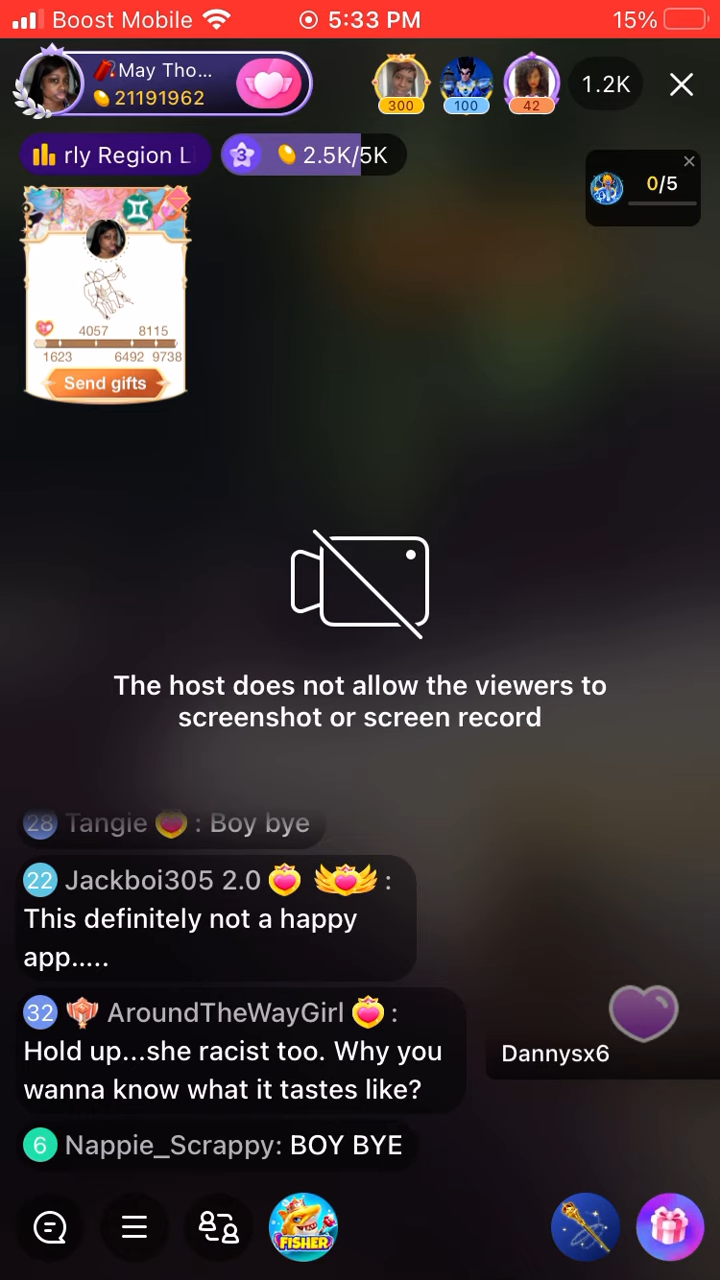 Boost Mobile
5:33 PM
15%
May Tho...
21191962
300
100
42
1.2K
rly Region L
3
2.5K/5K
0/5
4057 8115
1623 6492 9738
Send gifts
The host does not allow the viewers to
screenshot or screen record
28 Tangie : Boy bye
22 Jackboi305 2.0 :
This definitely not a happy
app.....
32 AroundTheWayGirl :
Hold up...she racist too. Why you
wanna know what it tastes like?
Dannysx6
6 Nappie_Scrappy: BOY BYE
FISHER